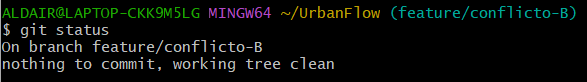 ALDAIR@LAPTOP-CKK9M5LG MINGW64 ~/UrbanFlow (feature/conflicto-B)
$ git status
On branch feature/conflicto-B
nothing to commit, working tree clean